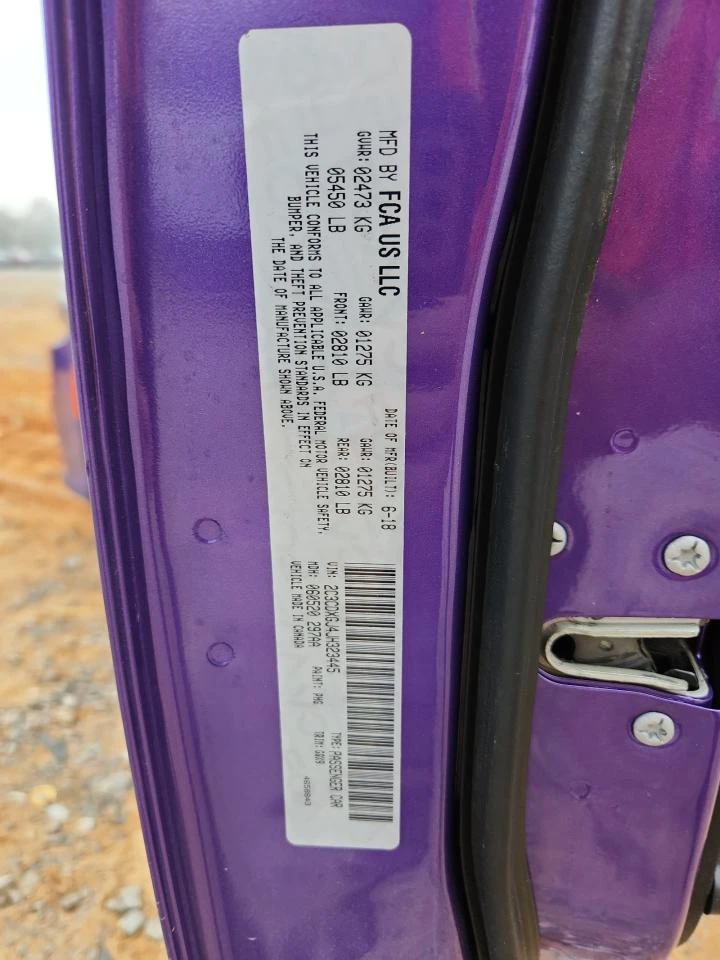 MFD BY FCA US LLC
DATE OF MFR(BUILT): 6-18
GVWR: 02473 KG GAWR: 01275 KG GAWR: 01275 KG
05450 LB FRONT: 02810 LB REAR: 02810 LB
THIS VEHICLE CONFORMS TO ALL APPLICABLE U.S.A. FEDERAL MOTOR VEHICLE SAFETY,
BUMPER, AND THEFT PREVENTION STANDARDS IN EFFECT ON
THE DATE OF MANUFACTURE SHOWN ABOVE.
VIN: 2C3CDXGJ4JH323445 TYPE: PASSENGER CAR
MDH: 060520 297AA PAINT: PHG TRIM: GQX9
VEHICLE MADE IN CANADA